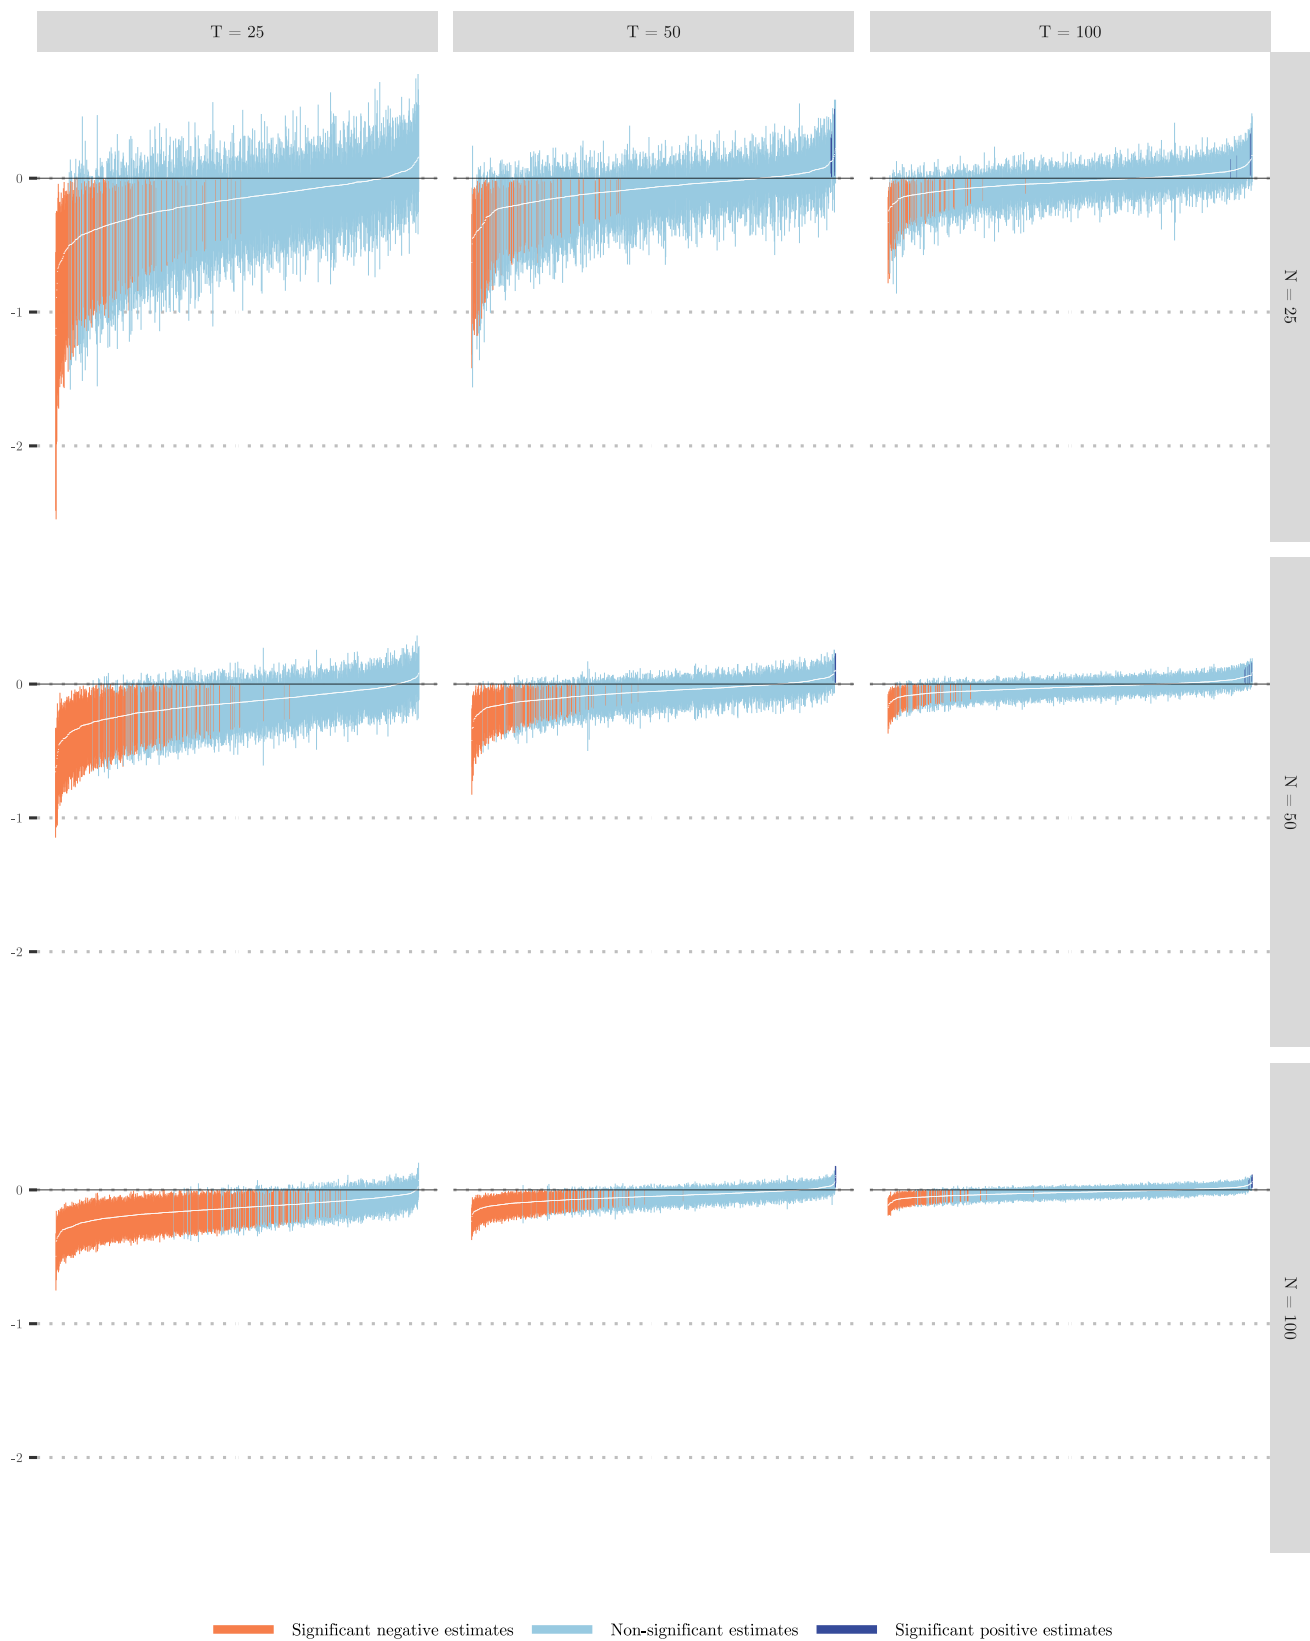 T = 25
T = 50
T = 100
0
-1
-2
N = 25
0
-1
-2
N = 50
0
-1
-2
N = 100
Significant negative estimates
Non-significant estimates
Significant positive estimates